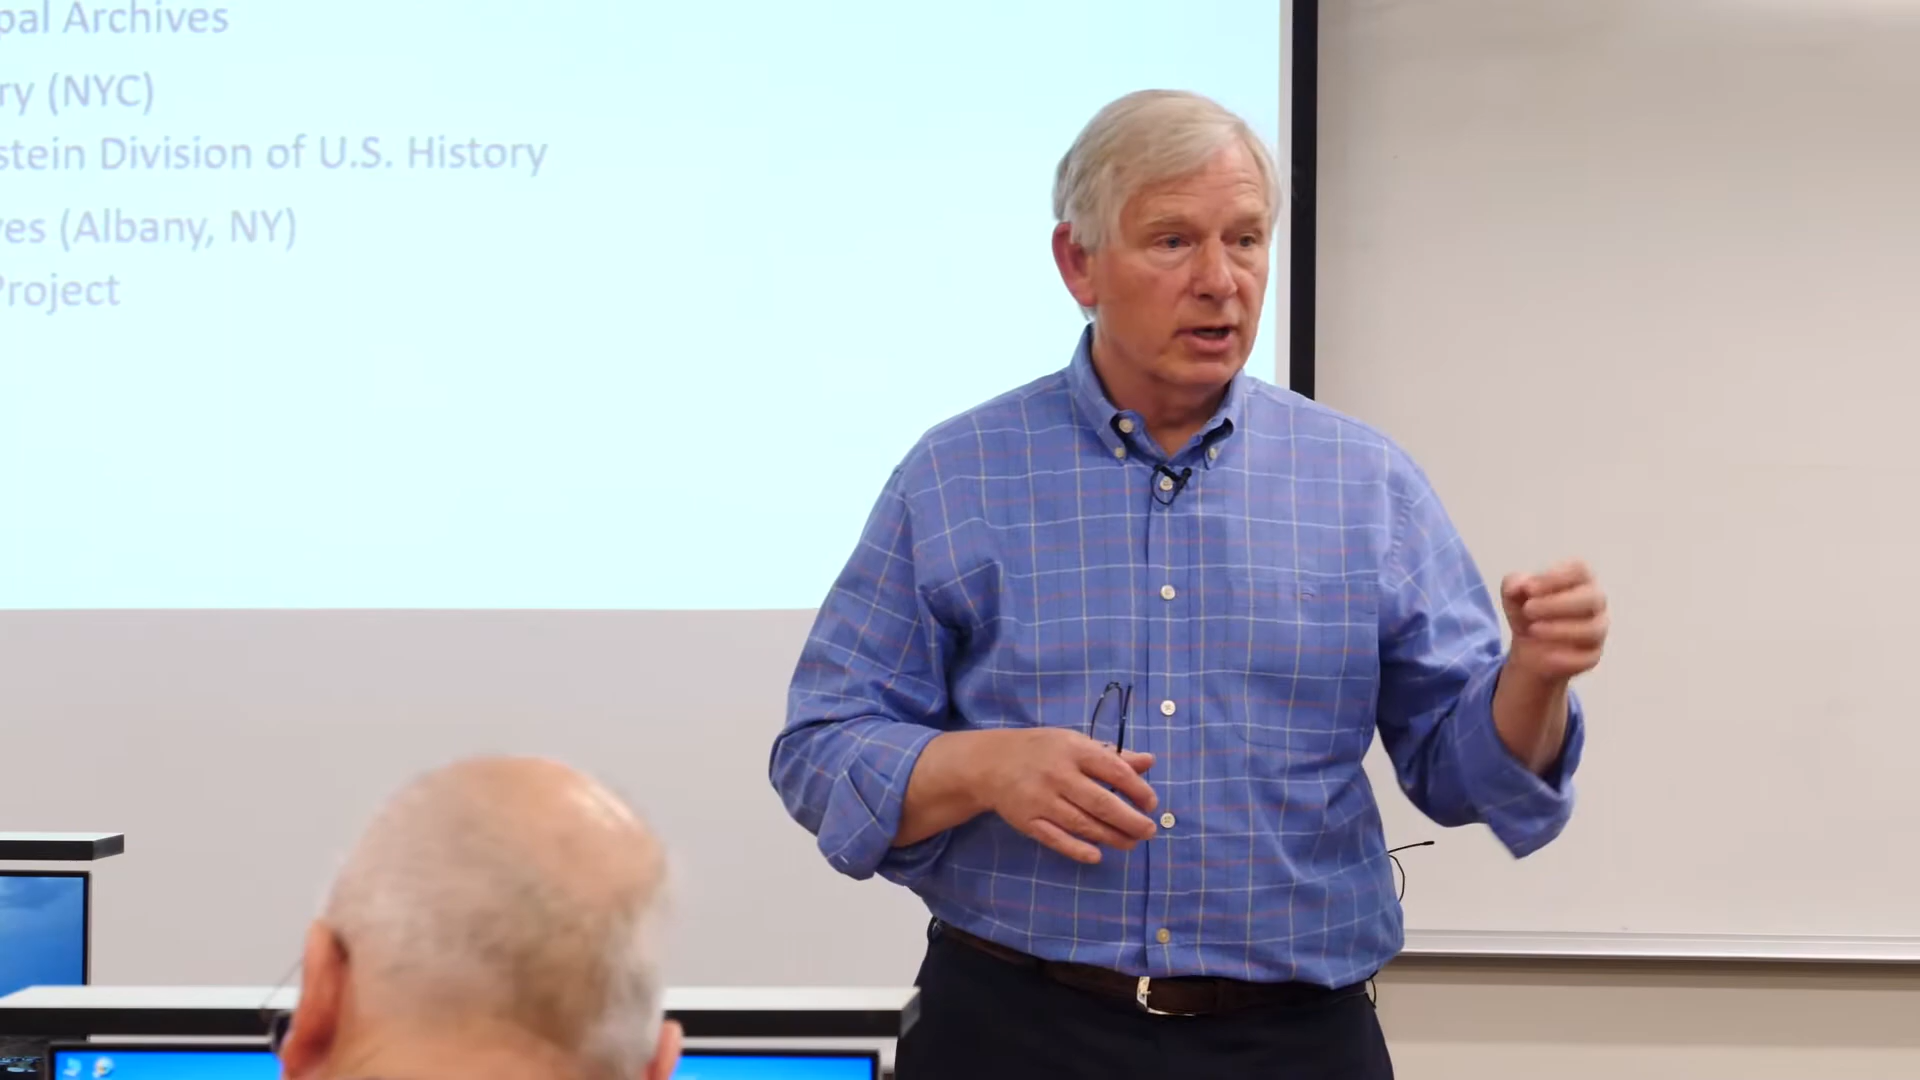 pal Archives
ry (NYC)
stein Division of U.S. History
ves (Albany, NY)
Project